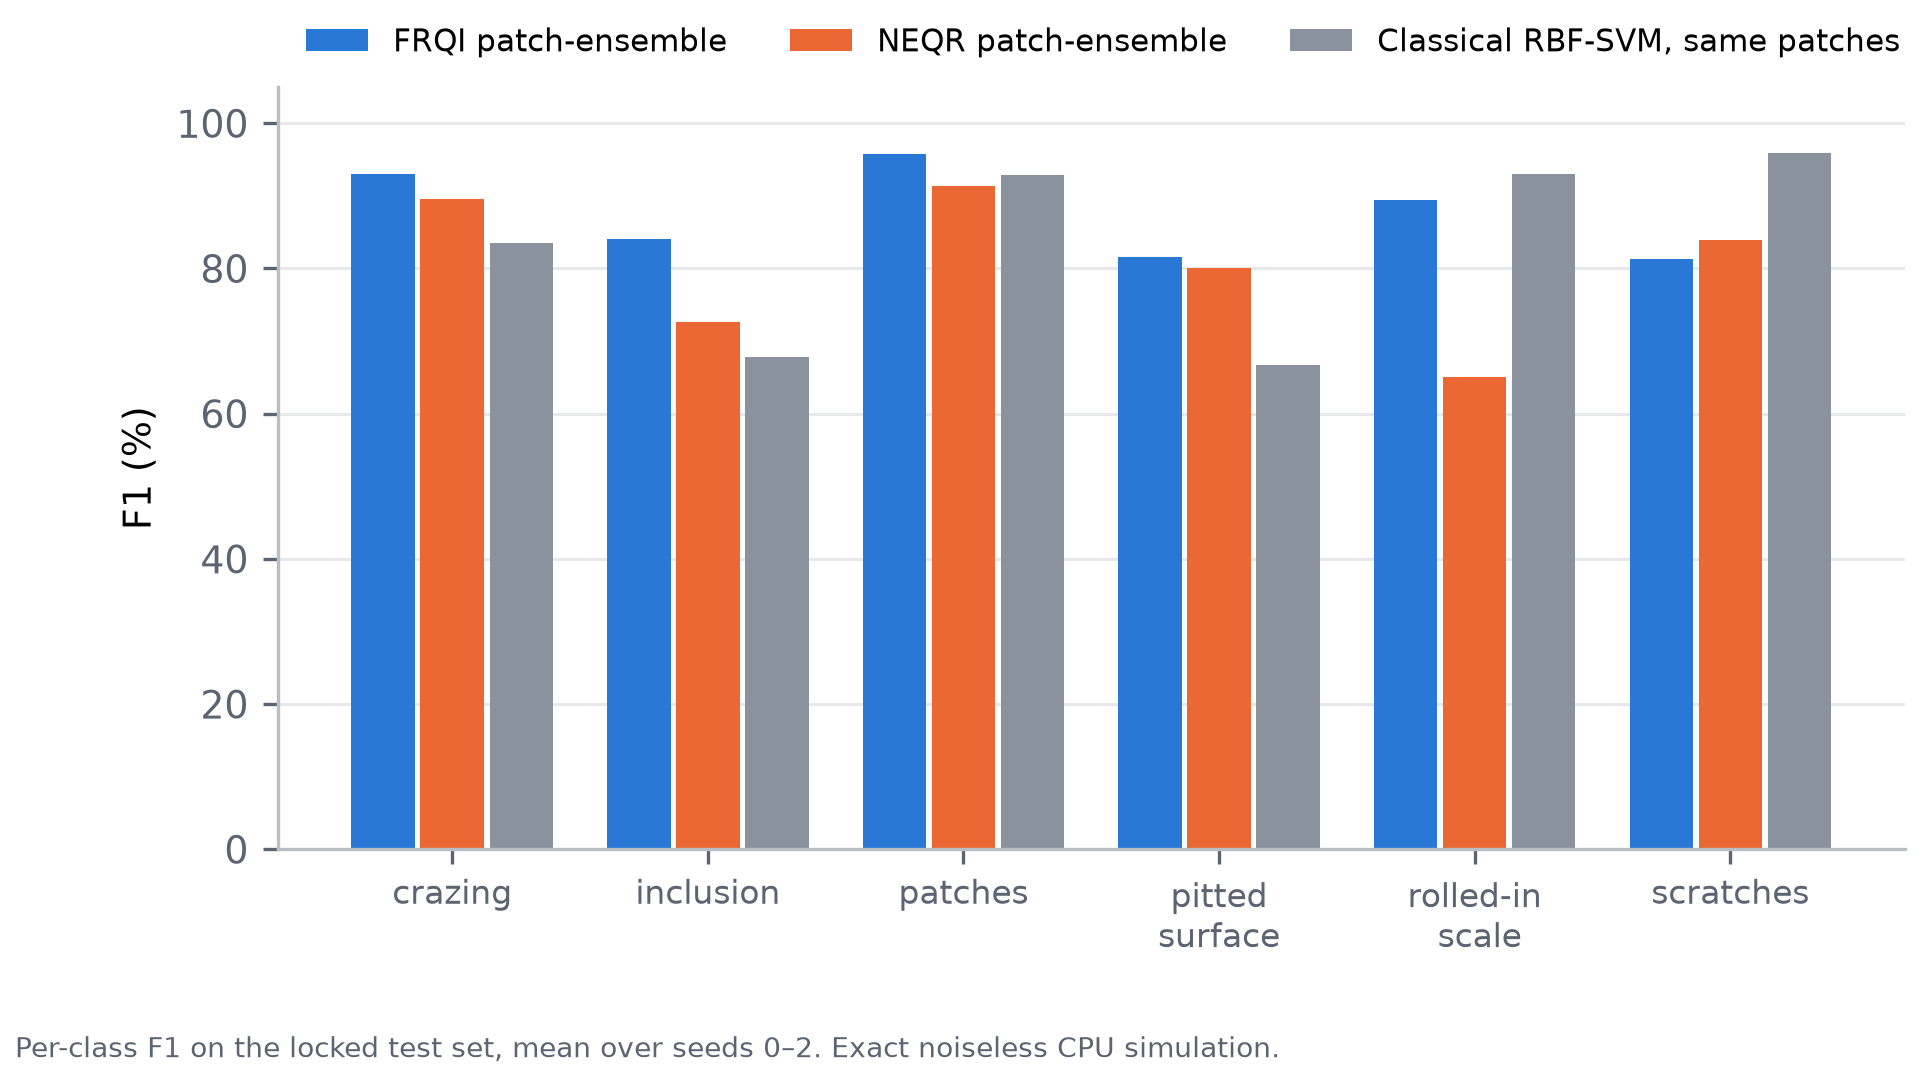 FRQI patch-ensemble
NEQR patch-ensemble
Classical RBF-SVM, same patches
F1 (%)
100
80
60
40
20
0
crazing
inclusion
patches
pitted
surface
rolled-in
scale
scratches
Per-class F1 on the locked test set, mean over seeds 0–2. Exact noiseless CPU simulation.